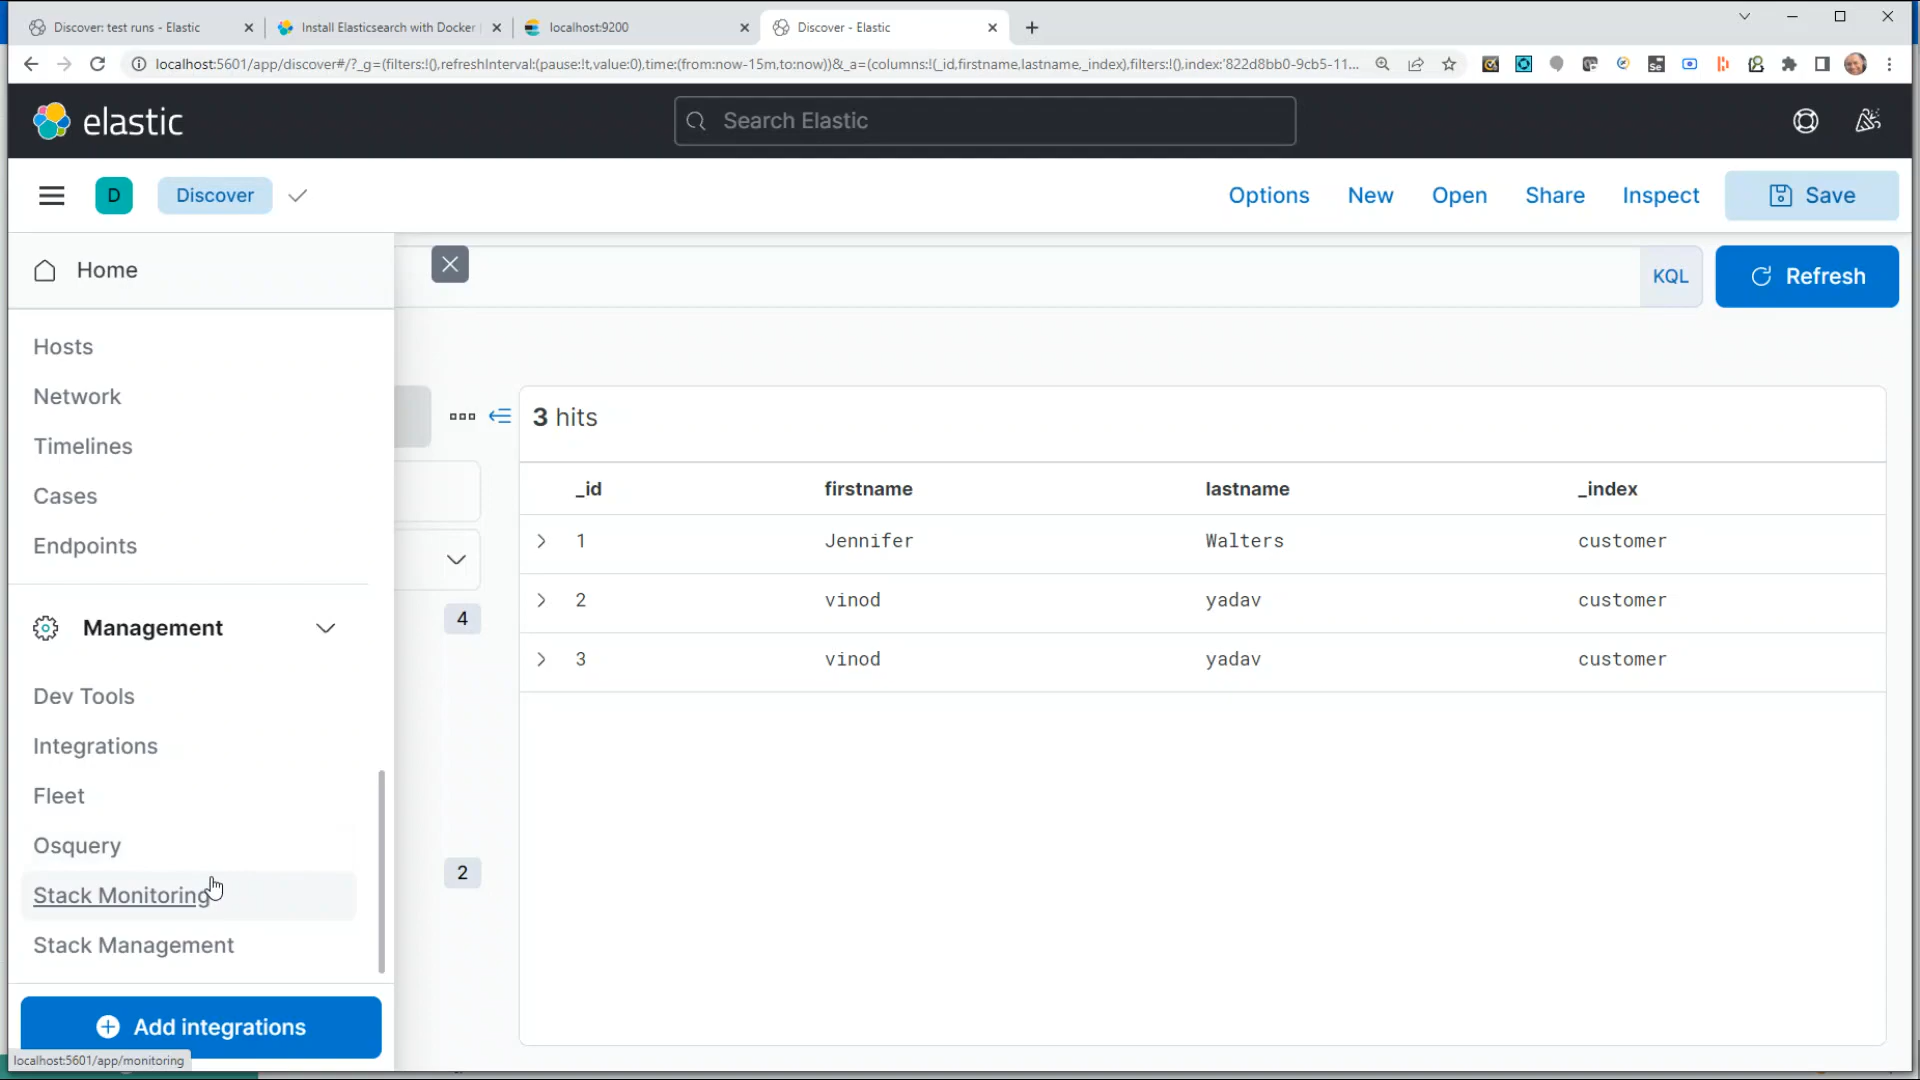 Discover: test runs - Elastic
Install Elasticsearch with Docker
localhost:9200
Discover - Elastic
localhost:5601/app/discover#/?_g=(filters:!(),refreshInterval:(pause:!t,value:0),time:(from:now-15m,to:now))&_a=(columns:!(_id,firstname,lastname,_index),filters:!(),index:'822d8bb0-9cb5-11...
elastic
Search Elastic
D
Discover
Options
New
Open
Share
Inspect
Save
Home
KQL
Refresh
Hosts
Network
Timelines
Cases
Endpoints
Management
Dev Tools
Integrations
Fleet
Osquery
Stack Monitoring
Stack Management
Add integrations
localhost:5601/app/monitoring
4
2
3 hits
_id firstname lastname _index
1 Jennifer Walters customer
2 vinod yadav customer
3 vinod yadav customer